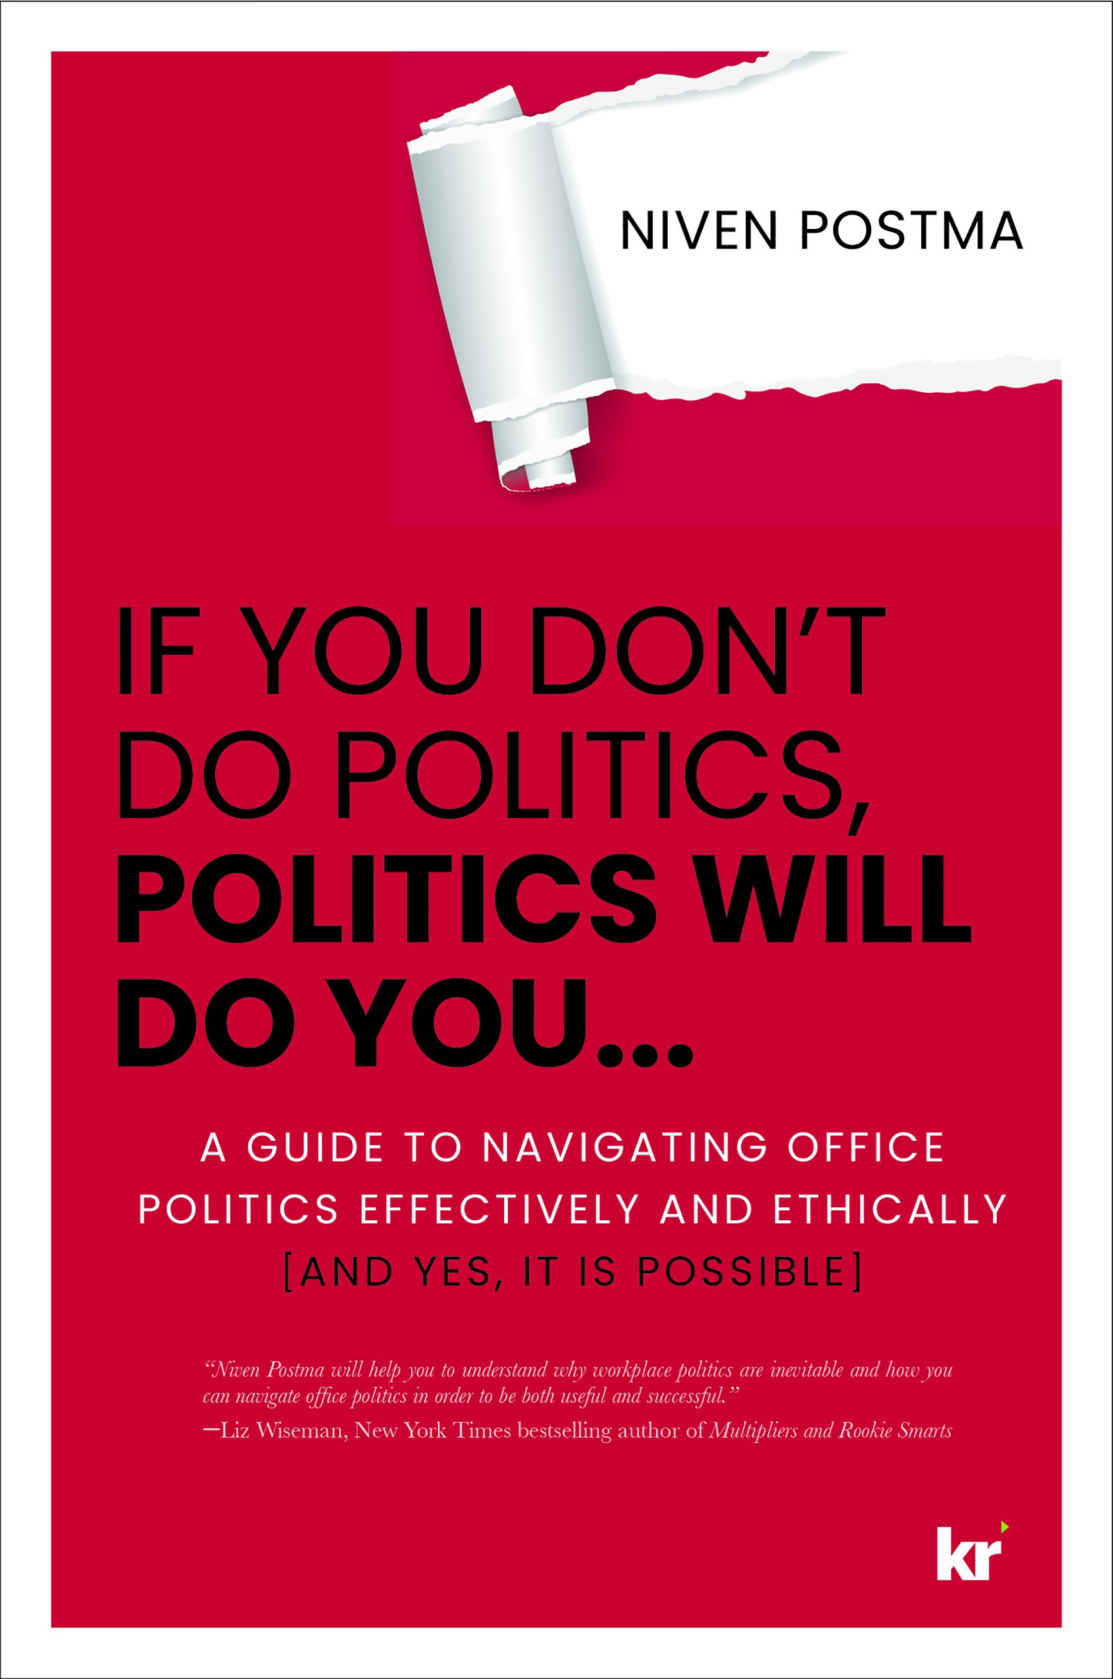 NIVEN POSTMA
IF YOU DON’T
DO POLITICS,
POLITICS WILL
DO YOU...
A GUIDE TO NAVIGATING OFFICE
POLITICS EFFECTIVELY AND ETHICALLY
[AND YES, IT IS POSSIBLE]
“Niven Postma will help you to understand why workplace politics are inevitable and how you
can navigate office politics in order to be both useful and successful.”
—Liz Wiseman, New York Times bestselling author of Multipliers and Rookie Smarts
kr